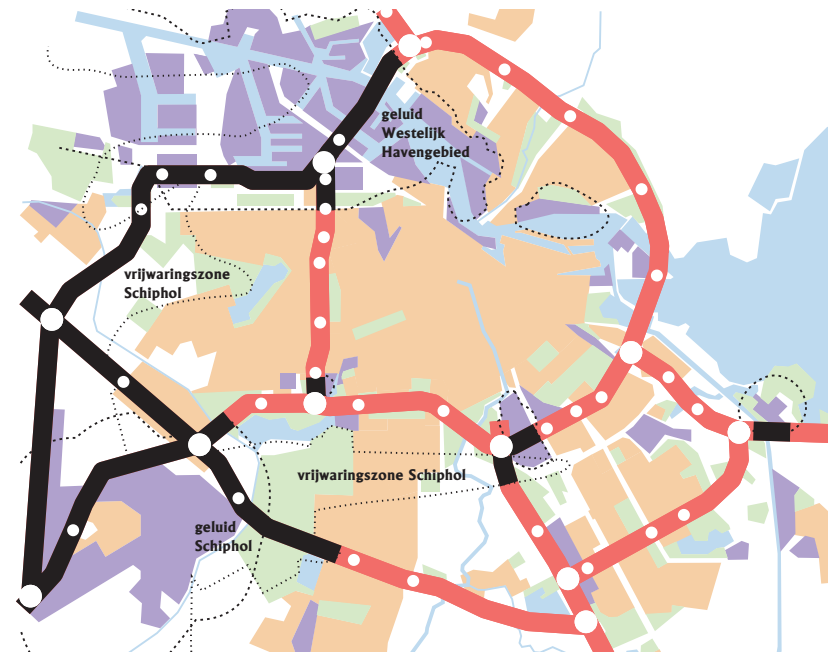 geluid
Westelijk
Havengebied
vrijwaringszone
Schiphol
vrijwaringszone Schiphol
geluid
Schiphol